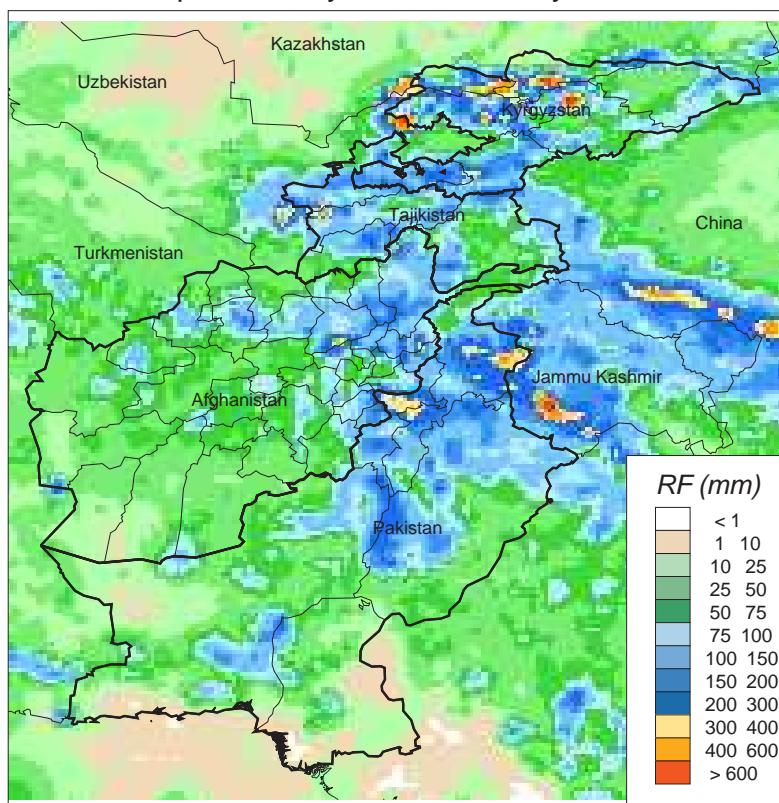 Kazakhstan
Uzbekistan
Kyrgyzstan
Tajikistan
China
Turkmenistan
Jammu Kashmir
Afghanistan
Pakistan
RF (mm)
< 1
1 10
10 25
25 50
50 75
75 100
100 150
150 200
200 300
300 400
400 600
> 600